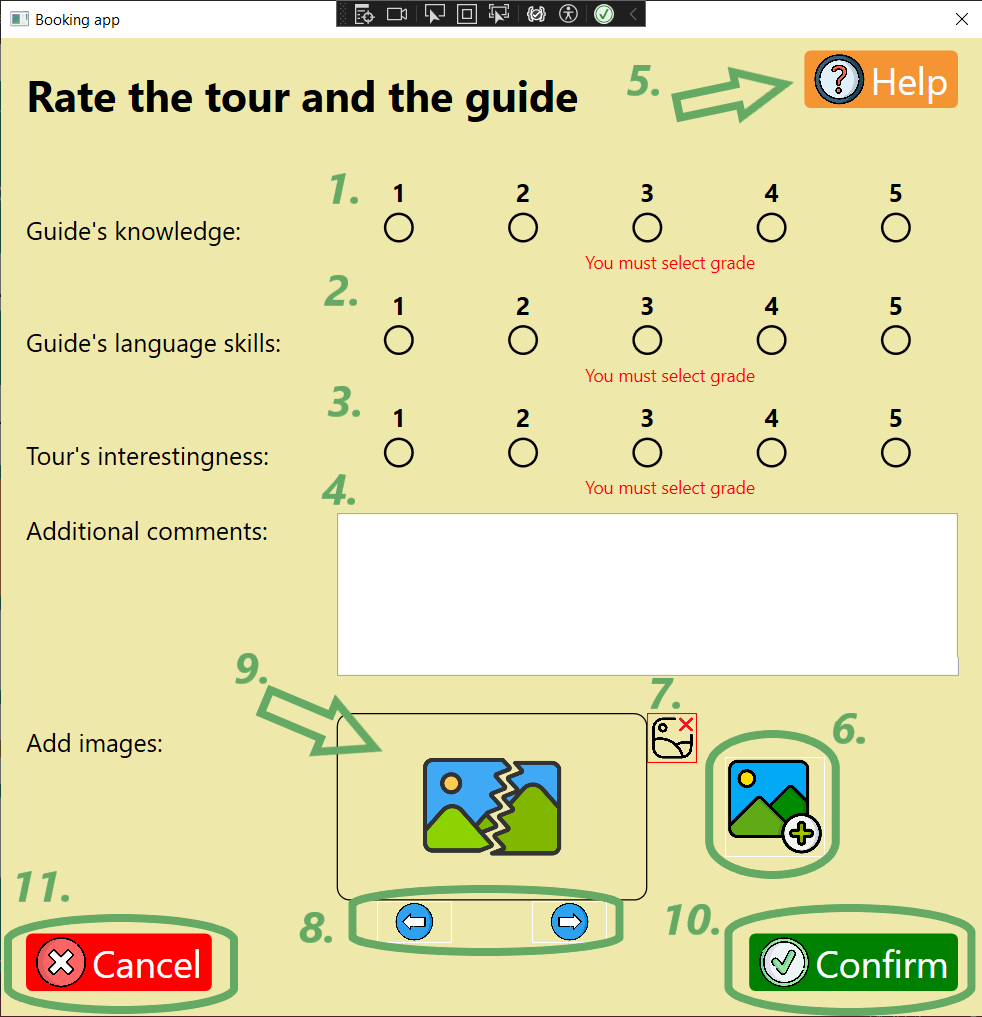 Booking app
Rate the tour and the guide
5.
Help
1.
1 2 3 4 5
Guide's knowledge:
You must select grade
2.
1 2 3 4 5
Guide's language skills:
You must select grade
3.
1 2 3 4 5
Tour's interestingness:
You must select grade
4.
Additional comments:
9.
7.
6.
Add images:
11.
8.
10.
Cancel
Confirm